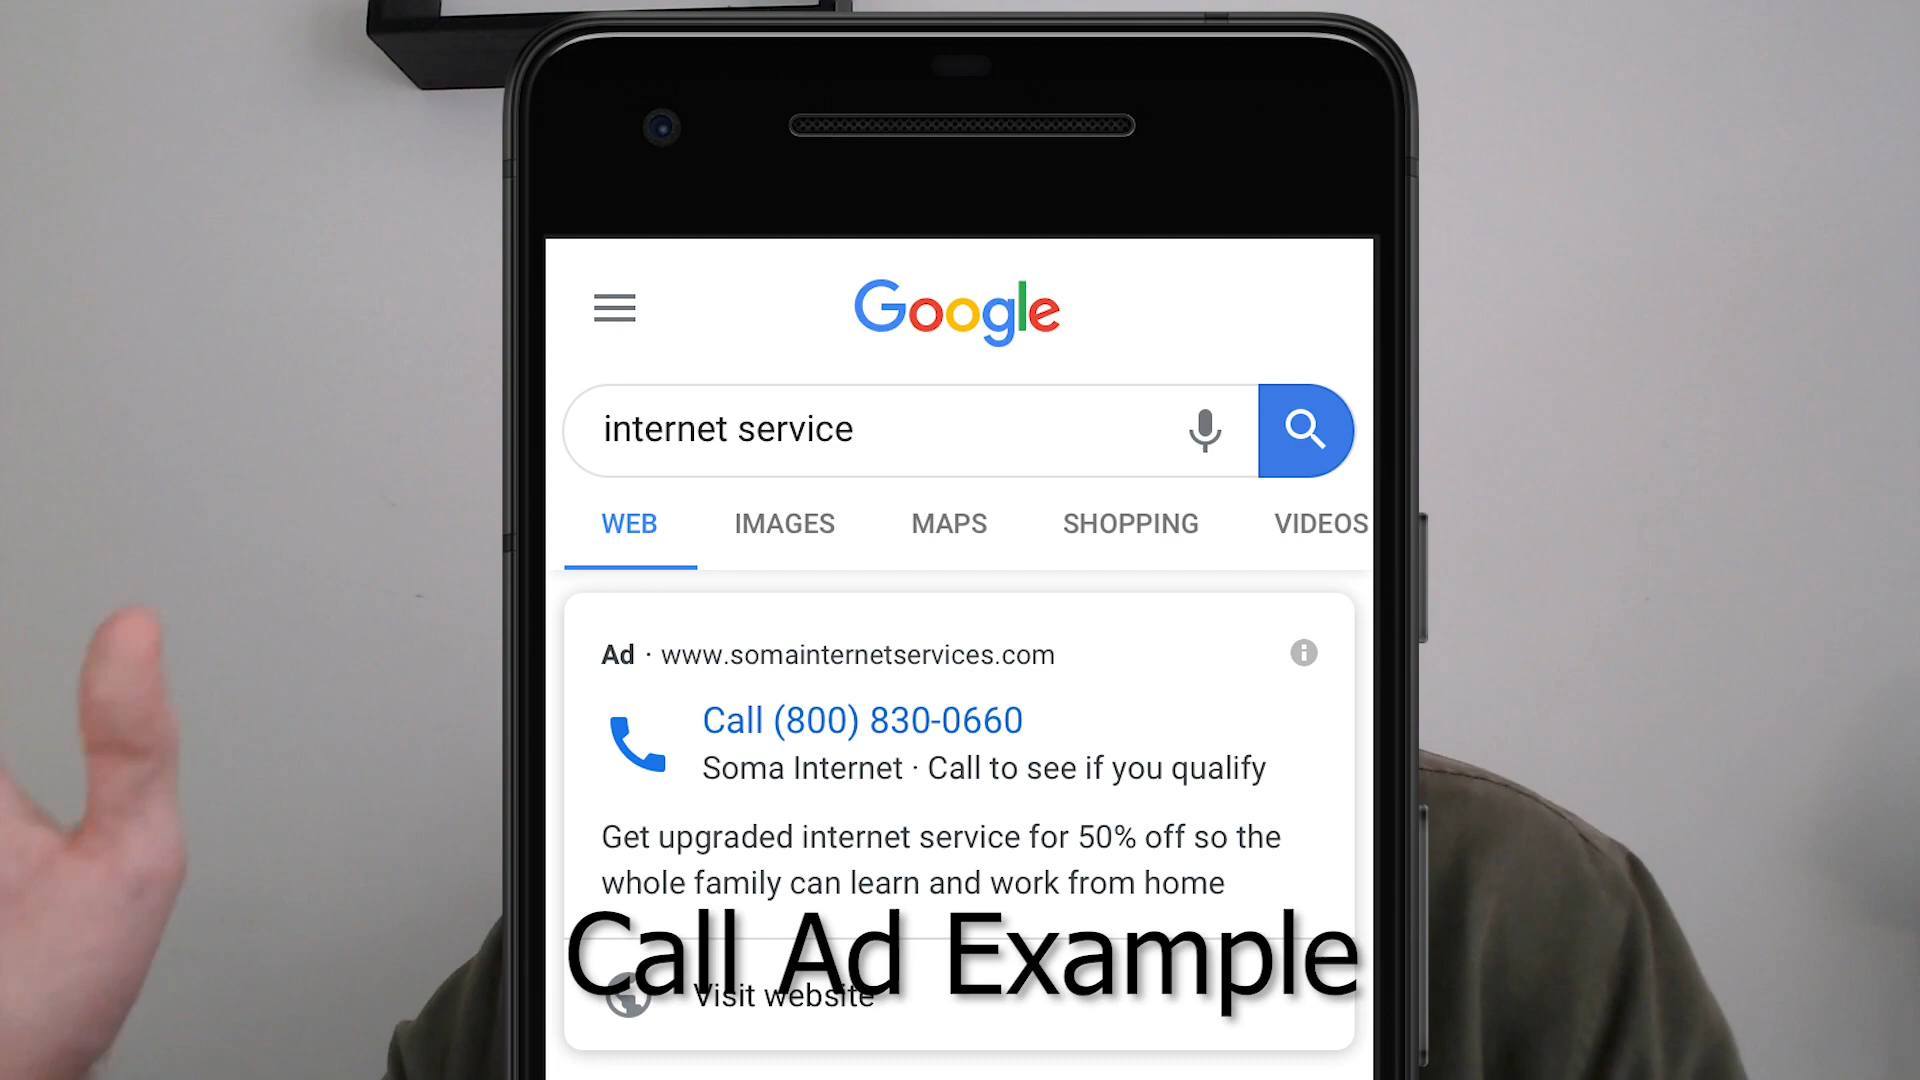 Google
internet service
WEB IMAGES MAPS SHOPPING VIDEOS
Ad · www.somainternetservices.com
Call (800) 830-0660
Soma Internet · Call to see if you qualify
Get upgraded internet service for 50% off so the
whole family can learn and work from home
Call Ad Example
Visit website